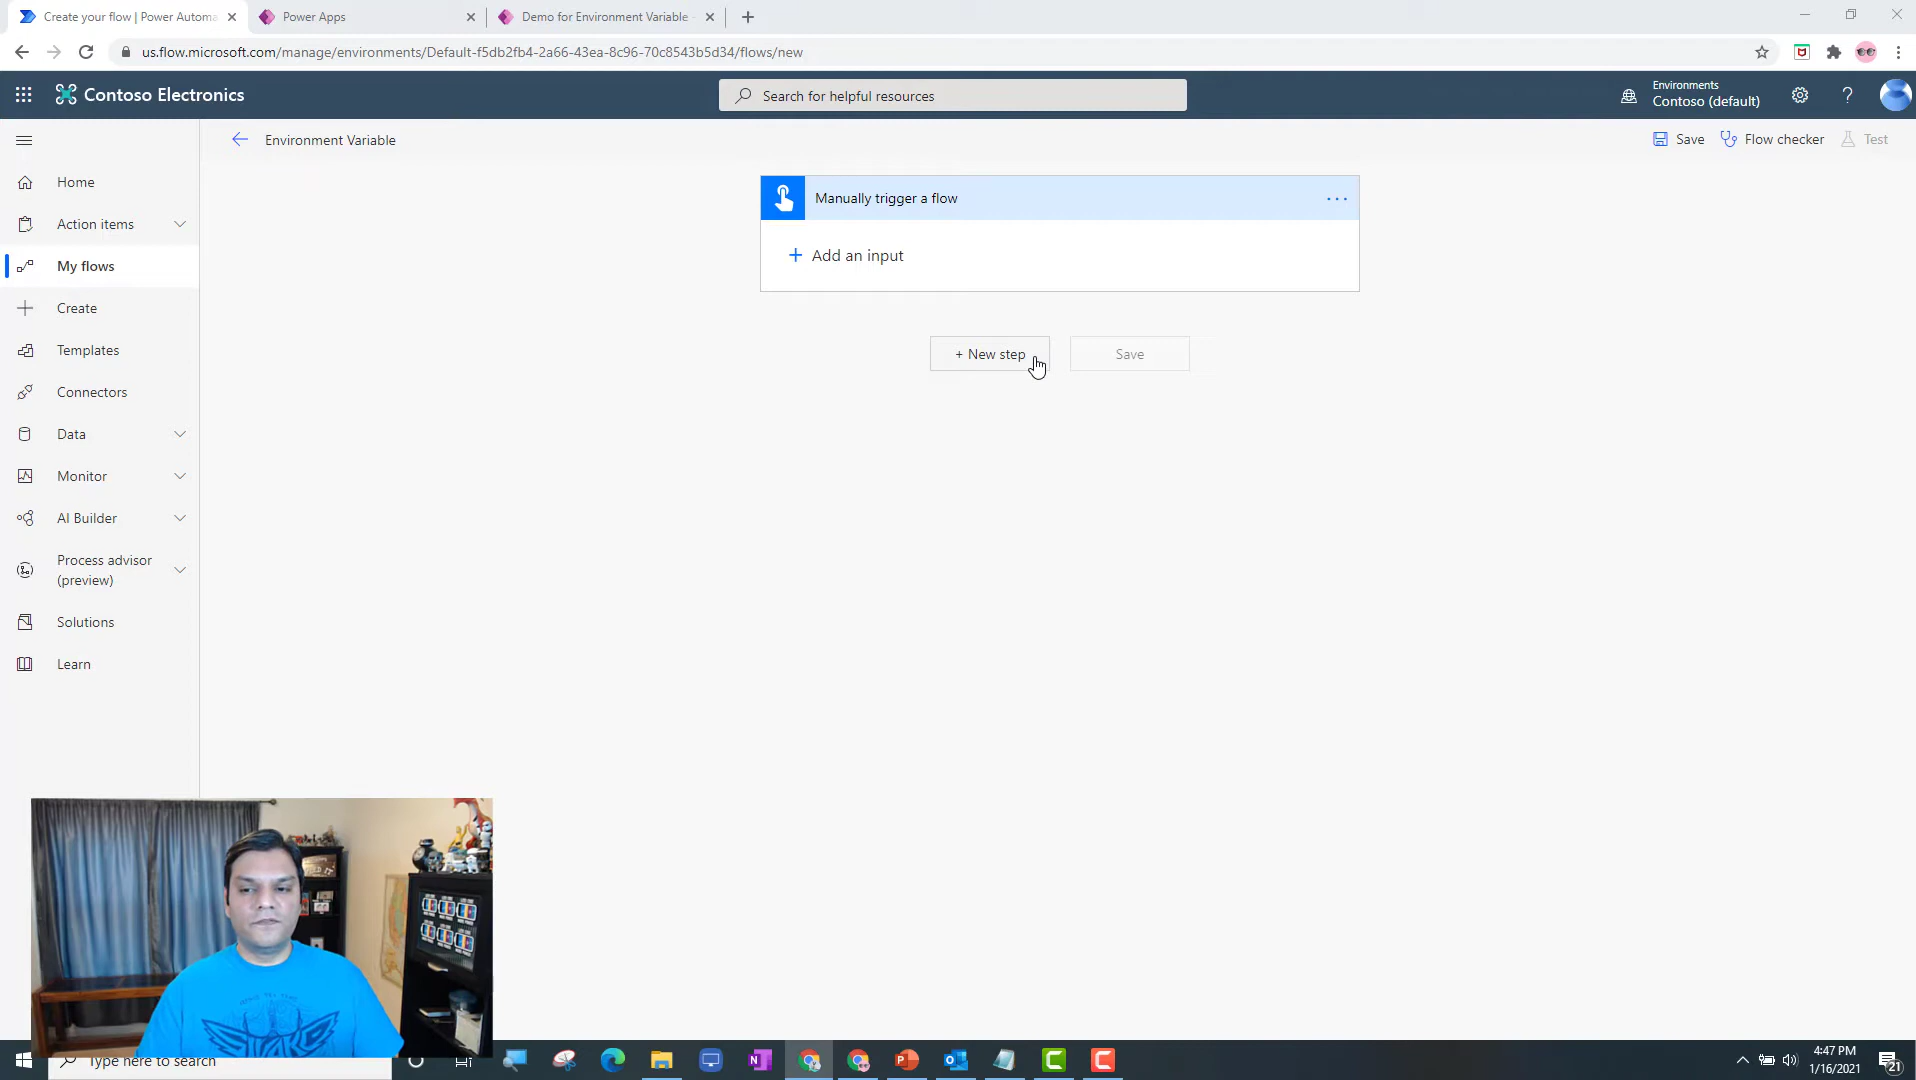 Create your flow | Power Automa
Power Apps
Demo for Environment Variable -
us.flow.microsoft.com/manage/environments/Default-f5db2fb4-2a66-43ea-8c96-70c8543b5d34/flows/new
Contoso Electronics
Search for helpful resources
Environments
Contoso (default)
Environment Variable
Save
Flow checker
Test
Home
Action items
My flows
Create
Templates
Connectors
Data
Monitor
AI Builder
Process advisor
(preview)
Solutions
Learn
Manually trigger a flow
+ Add an input
+ New step
Save
Type here to search
4:47 PM
1/16/2021
21